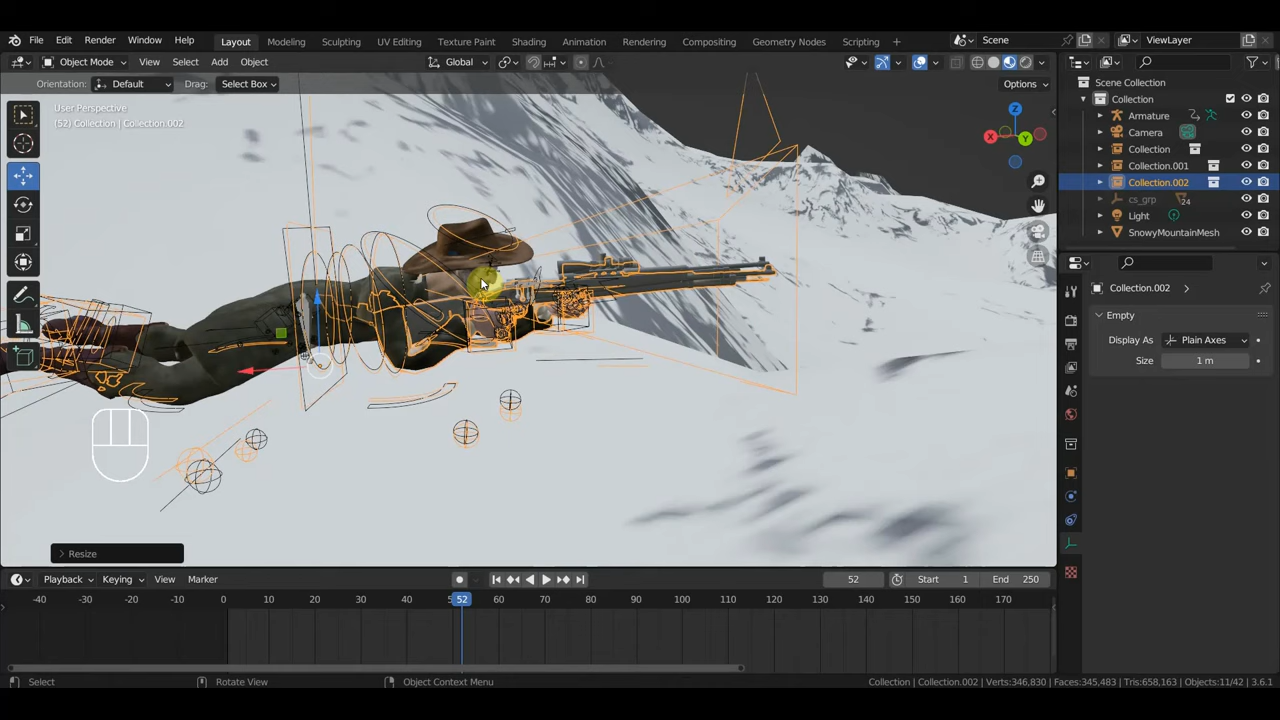 File Edit Render Window Help Layout Modeling Sculpting UV Editing Texture Paint Shading Animation Rendering Compositing Geometry Nodes Scripting + Scene ViewLayer
Object Mode View Select Add Object Global
Orientation: Default Drag: Select Box Options
User Perspective
(52) Collection | Collection.002
X Y Z
Scene Collection
Collection
Armature
Camera
Collection
Collection.001
Collection.002
cs_grp 24
Light
SnowyMountainMesh
Collection.002
Empty
Display As Plain Axes
Size 1 m
Resize
Playback Keying View Marker 52 Start 1 End 250
-40 -30 -20 -10 0 10 20 30 40 52 60 70 80 90 100 110 120 130 140 150 160 170
Select Rotate View Object Context Menu Collection | Collection.002 | Verts:346,830 | Faces:345,483 | Tris:658,163 | Objects:11/42 | 3.6.1